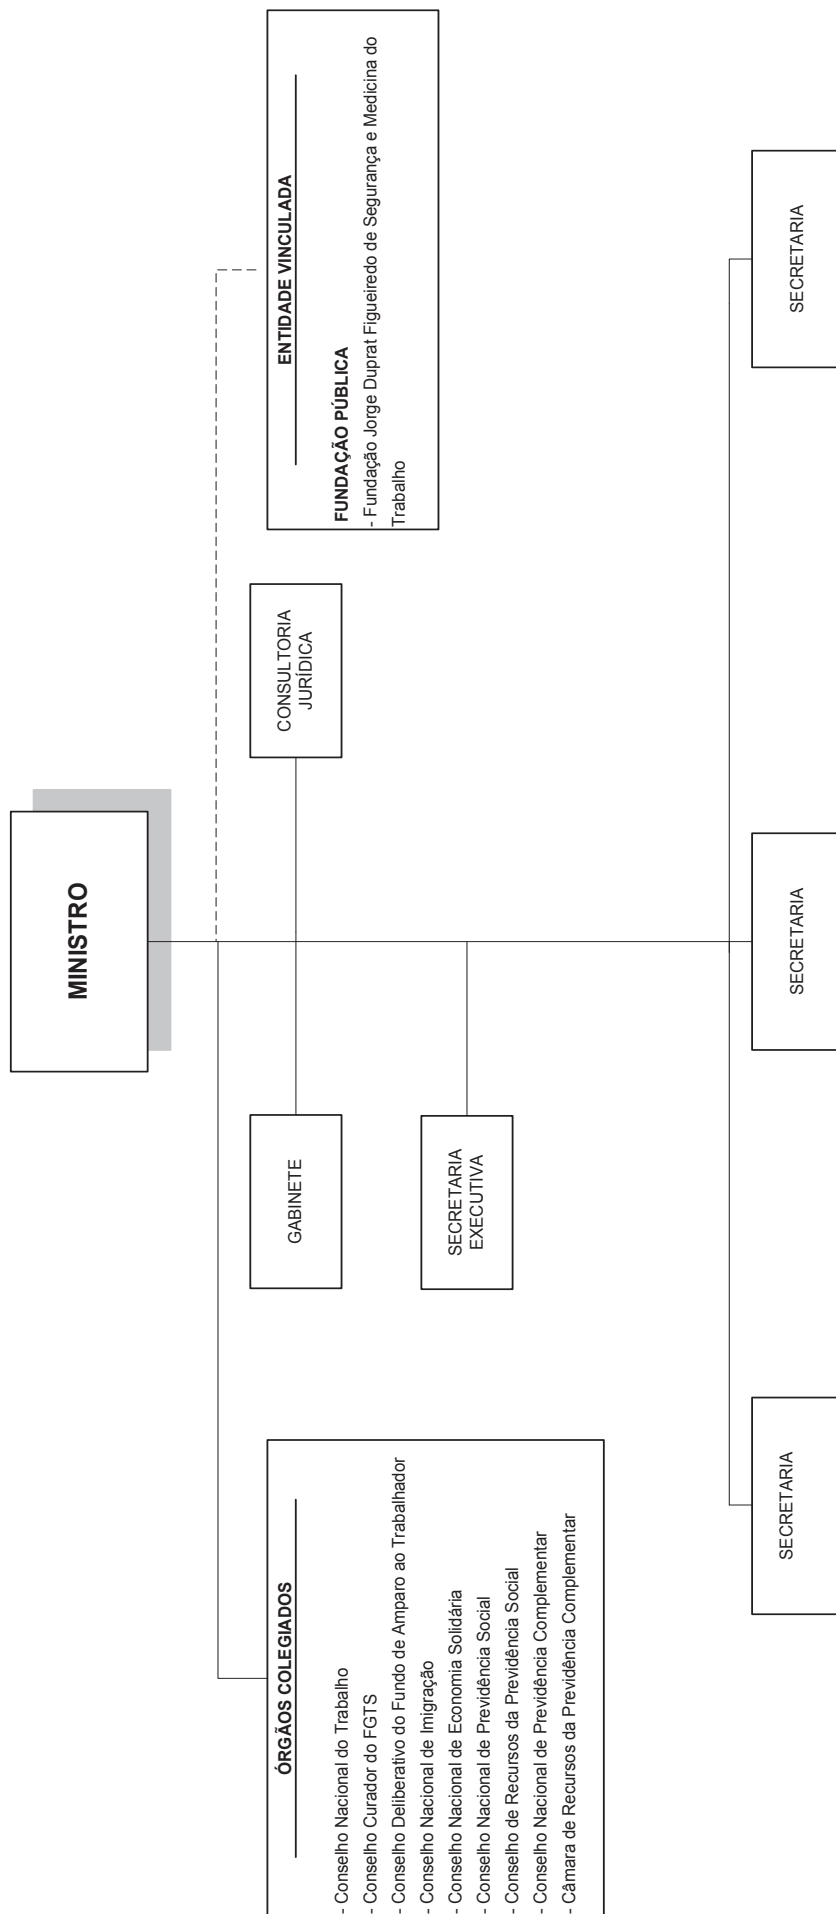 MINISTRO
ÓRGÃOS COLEGIADOS
- Conselho Nacional do Trabalho
- Conselho Curador do FGTS
- Conselho Deliberativo do Fundo de Amparo ao Trabalhador
- Conselho Nacional de Imigração
- Conselho Nacional de Economia Solidária
- Conselho Nacional de Previdência Social
- Conselho de Recursos da Previdência Social
- Conselho Nacional de Previdência Complementar
- Câmara de Recursos da Previdência Complementar
GABINETE
CONSULTORIA
JURÍDICA
ENTIDADE VINCULADA
FUNDAÇÃO PÚBLICA
- Fundação Jorge Duprat Figueiredo de Segurança e Medicina do
Trabalho
SECRETARIA
EXECUTIVA
SECRETARIA
SECRETARIA
SECRETARIA